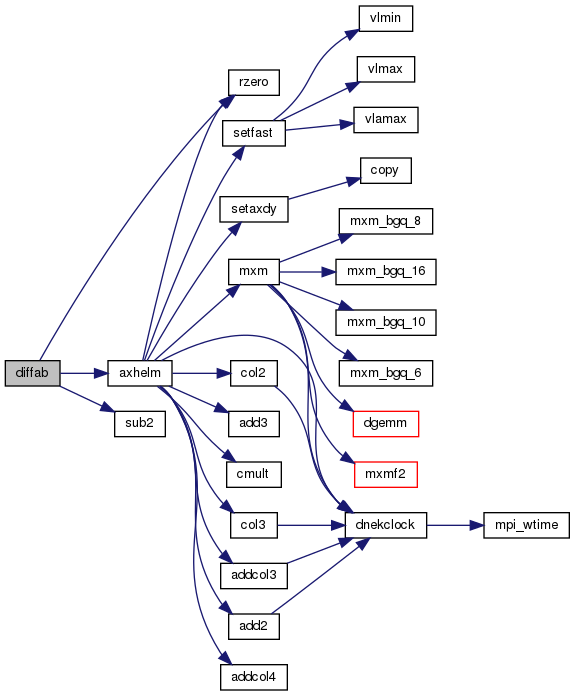 vlmin
vlmax
rzero
vlamax
setfast
copy
setaxdy
mxm_bgq_8
mxm
mxm_bgq_16
mxm_bgq_10
diffab
axhelm
col2
mxm_bgq_6
sub2
add3
dgemm
cmult
mxmf2
col3
dnekclock
mpi_wtime
addcol3
add2
addcol4